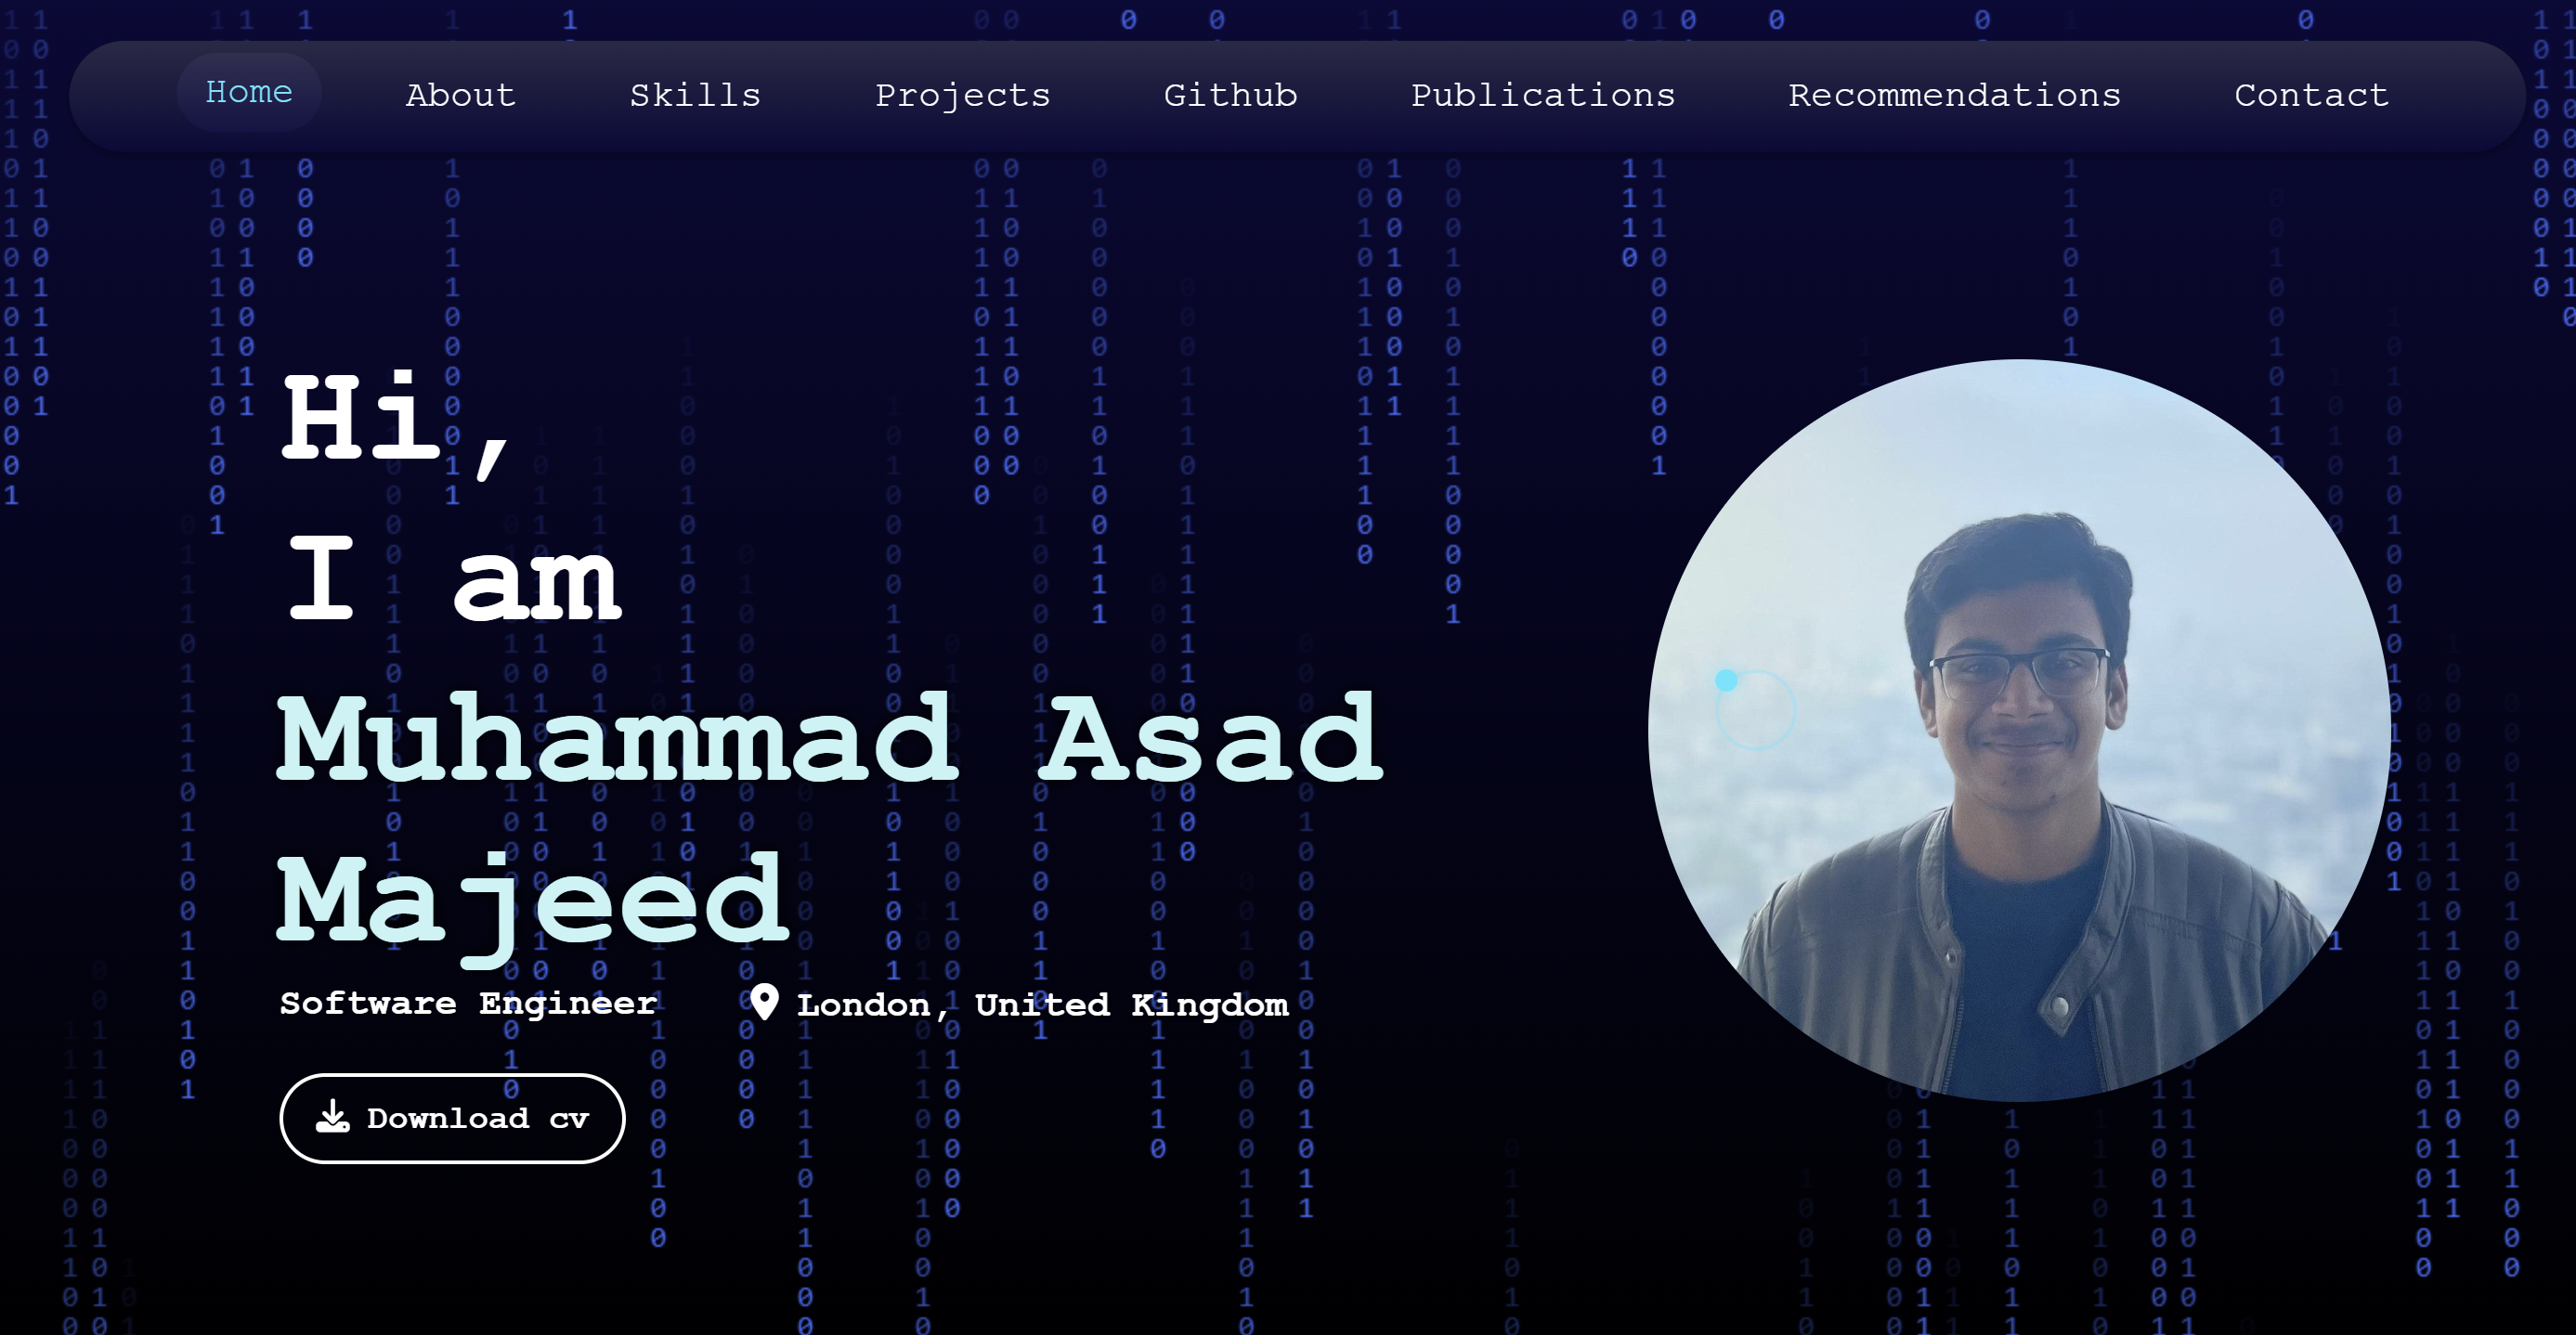 Home About Skills Projects Github Publications Recommendations Contact
Hi,
I am
Muhammad Asad
Majeed
Software Engineer London, United Kingdom
Download cv